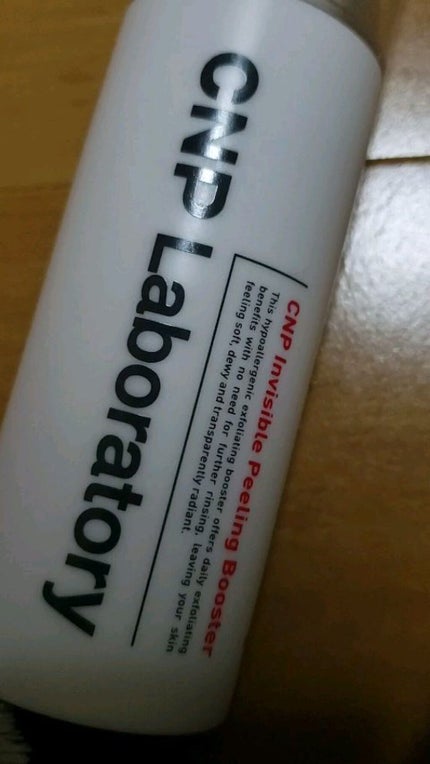 CNP Laboratory
CNP Invisible Peeling Booster
This hypoallergenic exfoliating booster offers daily exfoliating
benefits with no need for further rinsing, leaving your skin
feeling soft, dewy and transparently radiant.